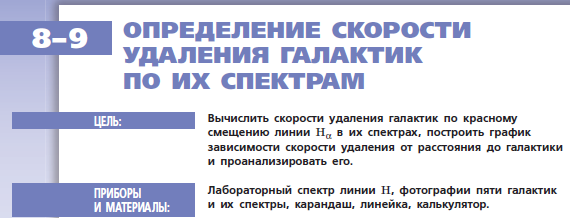 8–9
ОПРЕДЕЛЕНИЕ СКОРОСТИ
УДАЛЕНИЯ ГАЛАКТИК
ПО ИХ СПЕКТРАМ
ЦЕЛЬ:
Вычислить скорости удаления галактик по красному
смещению линии Hα в их спектрах, построить график
зависимости скорости удаления от расстояния до галактики
и проанализировать его.
ПРИБОРЫ
И МАТЕРИАЛЫ:
Лабораторный спектр линии H, фотографии пяти галактик
и их спектры, карандаш, линейка, калькулятор.